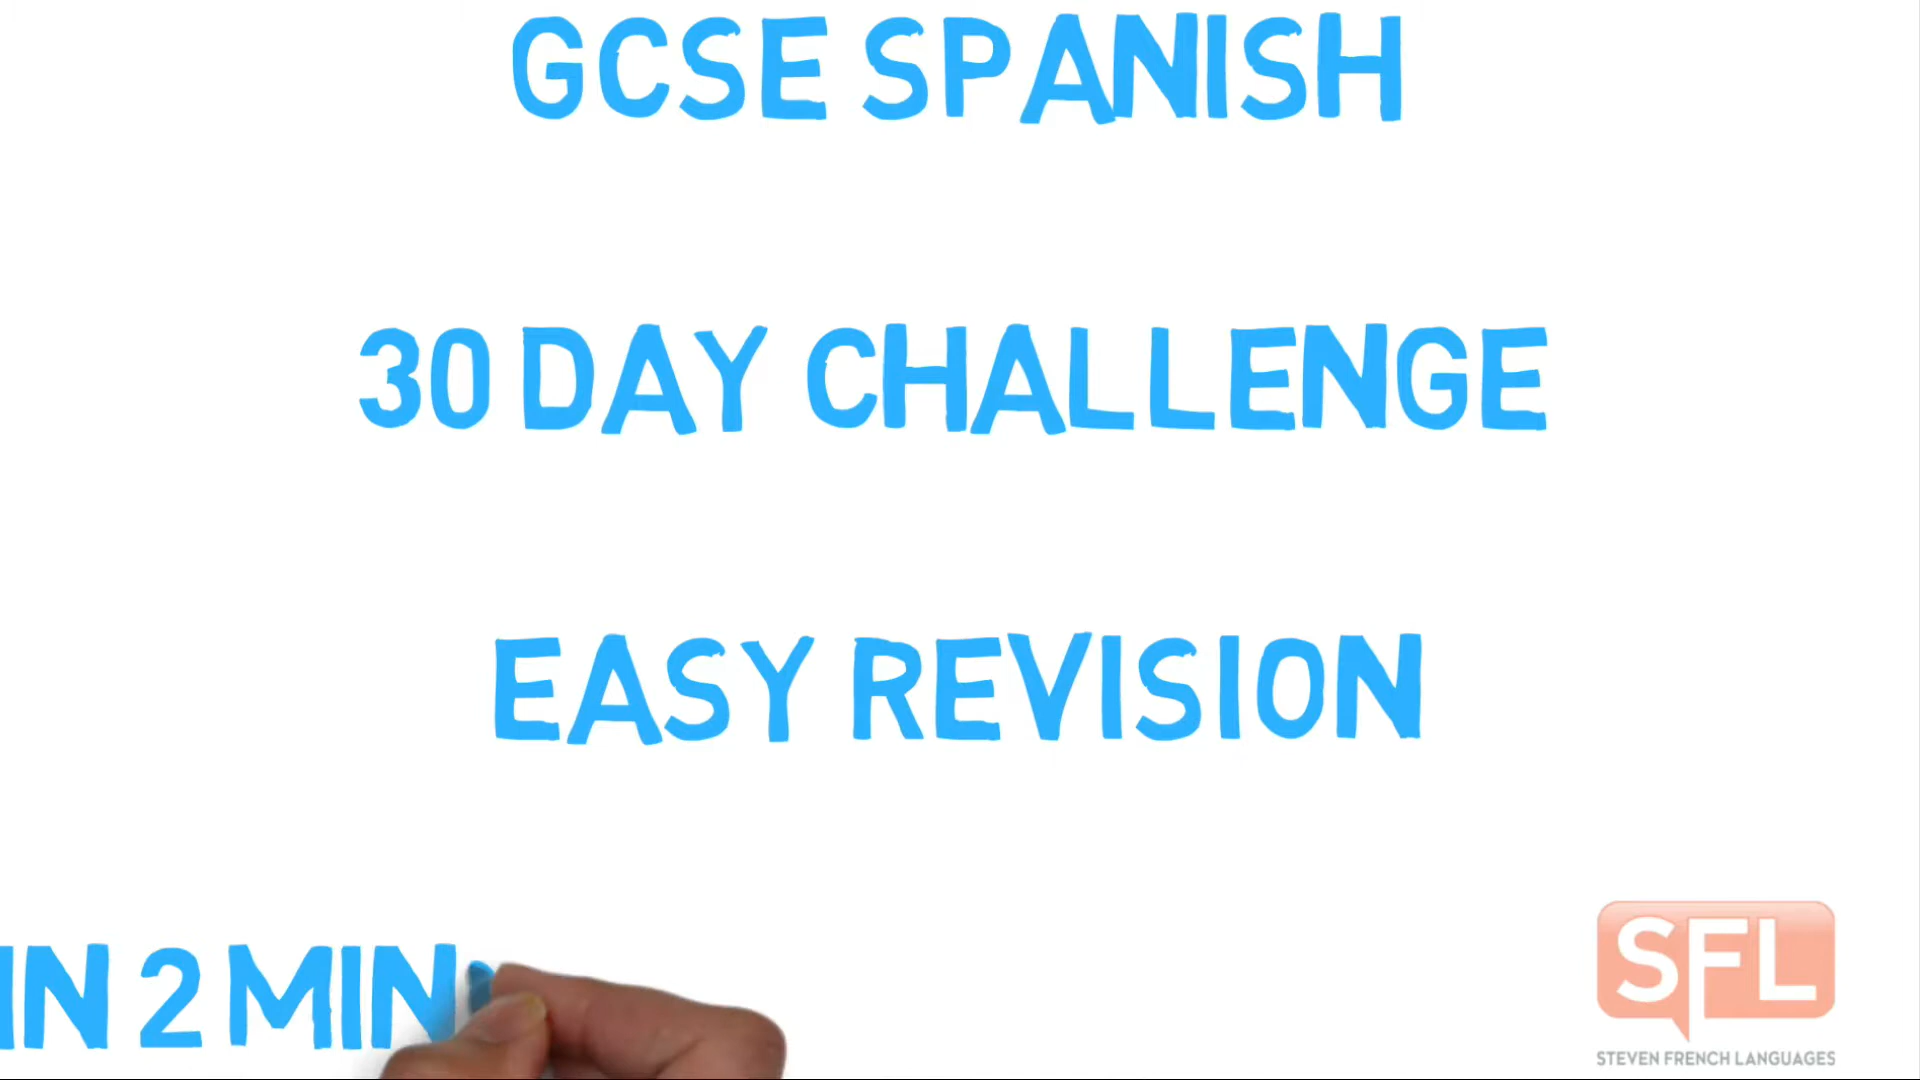 GCSE SPANISH
30 DAY CHALLENGE
EASY REVISION
IN 2 MIN
SFL
STEVEN FRENCH LANGUAGES